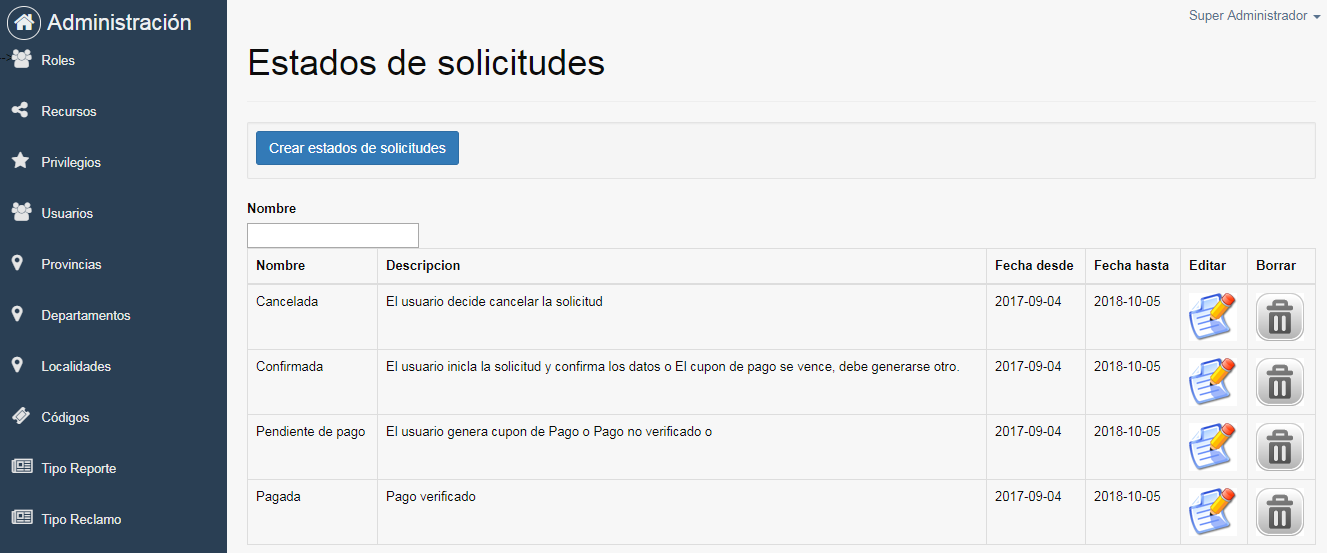 Administración
Super Administrador
Roles
Recursos
Privilegios
Usuarios
Provincias
Departamentos
Localidades
Códigos
Tipo Reporte
Tipo Reclamo
Estados de solicitudes
Crear estados de solicitudes
Nombre
Nombre Descripcion Fecha desde Fecha hasta Editar Borrar
Cancelada El usuario decide cancelar la solicitud 2017-09-04 2018-10-05
Confirmada El usuario inicla la solicitud y confirma los datos o El cupon de pago se vence, debe generarse otro. 2017-09-04 2018-10-05
Pendiente de pago El usuario genera cupon de Pago o Pago no verificado o 2017-09-04 2018-10-05
Pagada Pago verificado 2017-09-04 2018-10-05